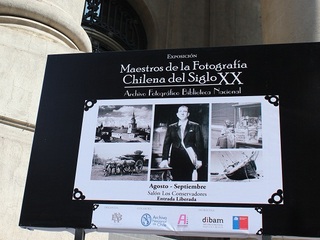 Exposición
Maestros de la Fotografía
Chilena del Siglo XX
Archivo Fotográfico Biblioteca Nacional
Agosto - Septiembre
Salón Los Conservadores
Entrada Liberada
dibam